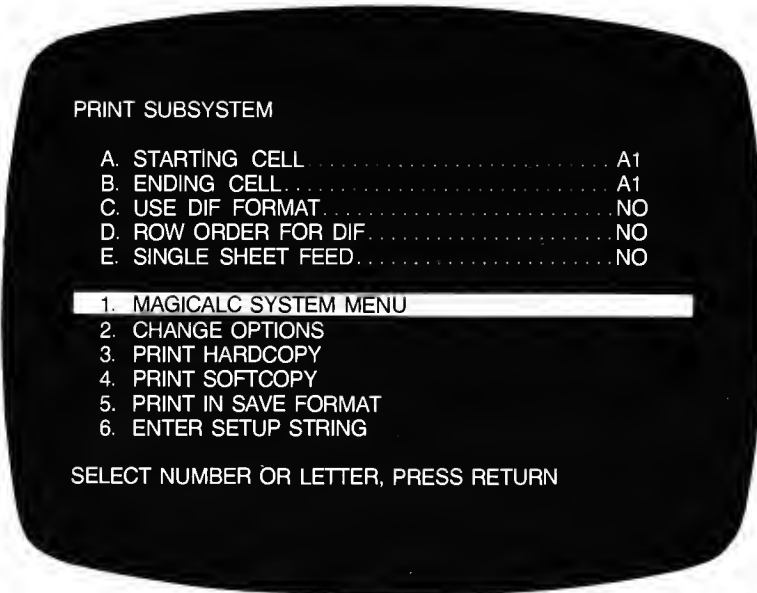 PRINT SUBSYSTEM
A. STARTING CELL . . . . . . . . . . . . . . . . . . . . . . . . . . A1
B. ENDING CELL . . . . . . . . . . . . . . . . . . . . . . . . . . . . A1
C. USE DIF FORMAT . . . . . . . . . . . . . . . . . . . . . . . . . NO
D. ROW ORDER FOR DIF . . . . . . . . . . . . . . . . . . . . . NO
E. SINGLE SHEET FEED . . . . . . . . . . . . . . . . . . . . . . NO
1. MAGICALC SYSTEM MENU
2. CHANGE OPTIONS
3. PRINT HARDCOPY
4. PRINT SOFTCOPY
5. PRINT IN SAVE FORMAT
6. ENTER SETUP STRING
SELECT NUMBER OR LETTER, PRESS RETURN